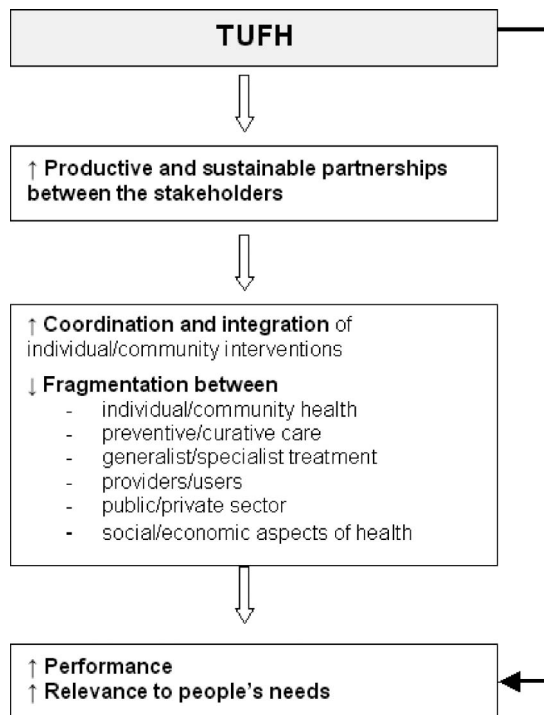 TUFH
↑ Productive and sustainable partnerships
between the stakeholders
↑ Coordination and integration of
individual/community interventions
↓ Fragmentation between
- individual/community health
- preventive/curative care
- generalist/specialist treatment
- providers/users
- public/private sector
- social/economic aspects of health
↑ Performance
↑ Relevance to people's needs